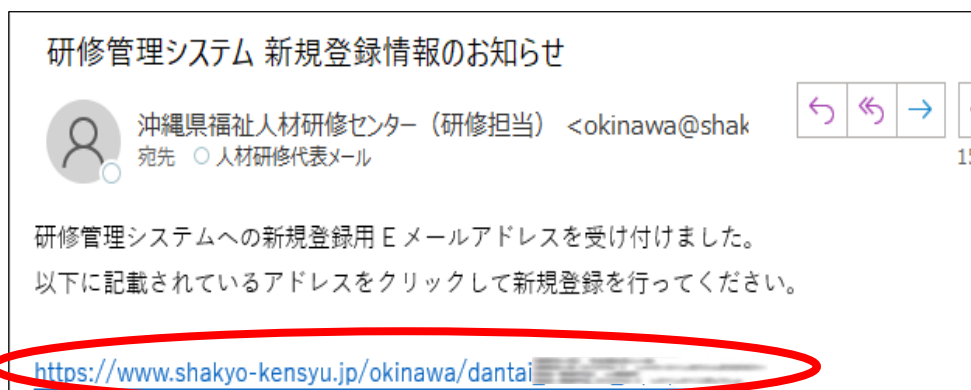 研修管理システム 新規登録情報のお知らせ
沖縄県福祉人材研修センター（研修担当） <okinawa@shak
宛先 人材研修代表メール
研修管理システムへの新規登録用Ｅメールアドレスを受け付けました。
以下に記載されているアドレスをクリックして新規登録を行ってください。
https://www.shakyo-kensyu.jp/okinawa/dantai